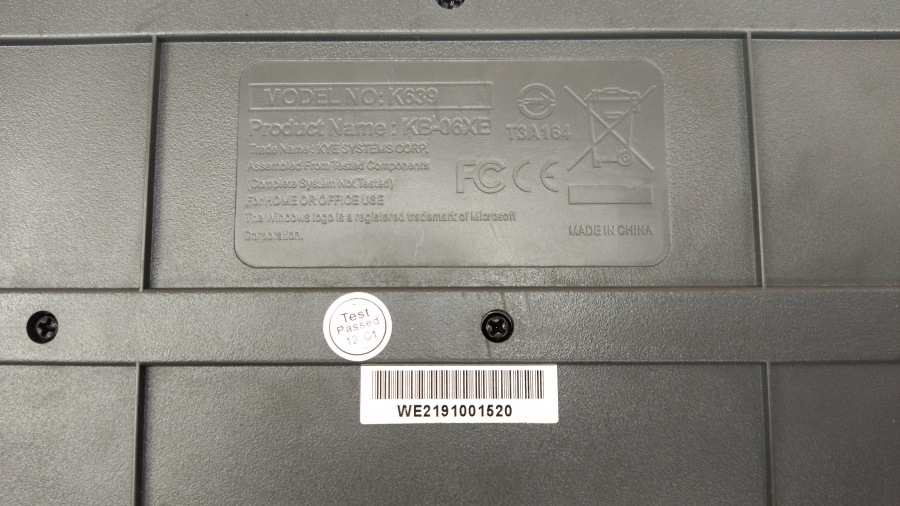 MODEL NO: K639
Product Name : KB-06XE
Trade Name: KYE SYSTEMS CORP.
Assembled From Tested Components
(Complete System Not Tested)
For HOME OR OFFICE USE
The Windows logo is a registered trademark of Microsoft
Corporation.
T3A164
FC CE
MADE IN CHINA
Test
Passed
12 C1
WE2191001520